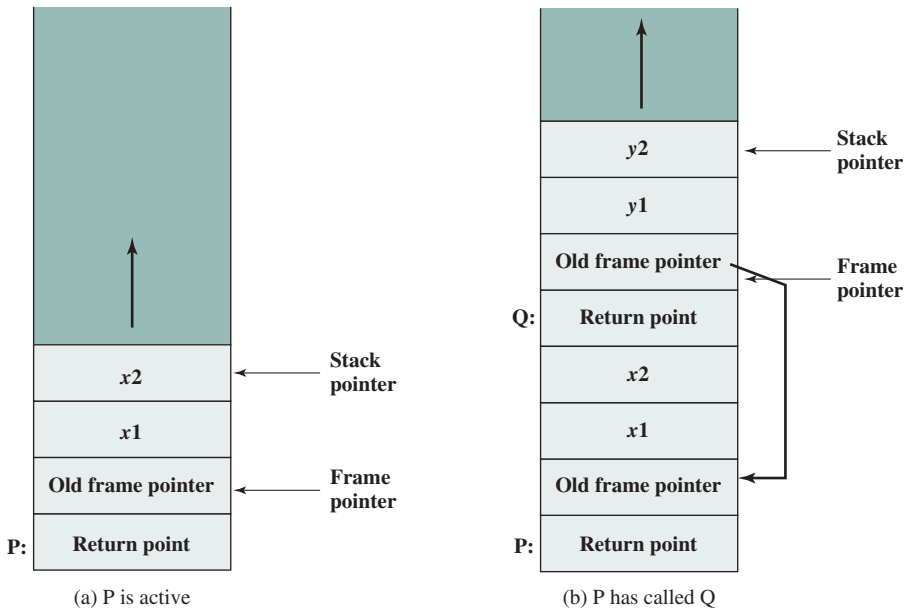 x2
Stack
pointer
x1
Old frame pointer
Frame
pointer
P:
Return point
(a) P is active
y2
Stack
pointer
y1
Old frame pointer
Frame
pointer
Q:
Return point
x2
x1
Old frame pointer
P:
Return point
(b) P has called Q